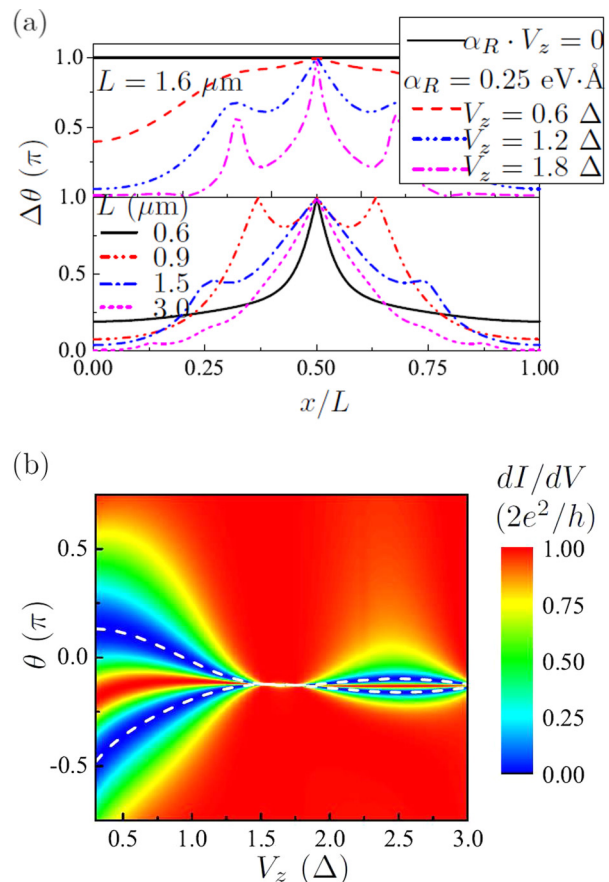 (a)
L = 1.6 μm
α_R · V_z = 0
α_R = 0.25 eV·Å
V_z = 0.6 Δ
V_z = 1.2 Δ
V_z = 1.8 Δ
1.0
0.5
Δθ (π)
1.0
0.5
0.0
L (μm)
0.6
0.9
1.5
3.0
0.00 0.25 0.50 0.75 1.00
x/L
(b)
dI/dV
(2e²/h)
θ (π)
0.5
0.0
-0.5
1.00
0.75
0.50
0.25
0.00
0.5 1.0 1.5 2.0 2.5 3.0
V_z (Δ)